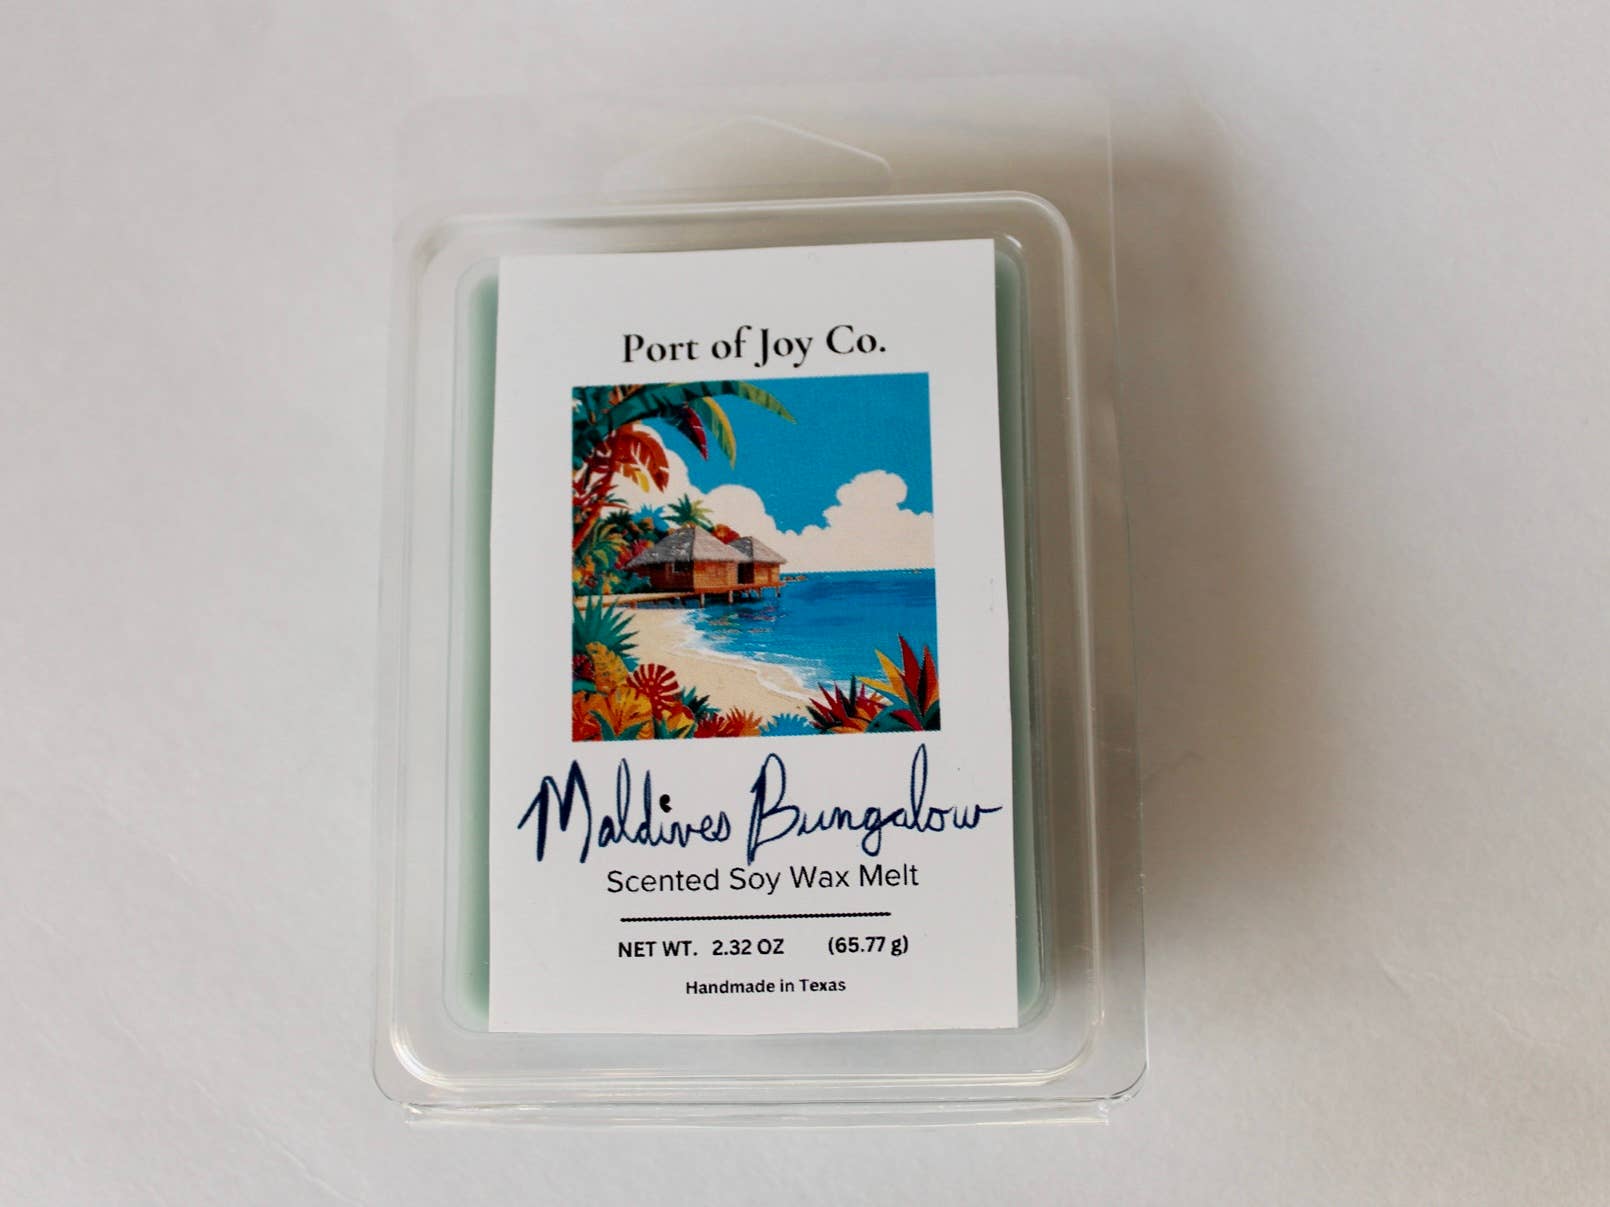 Port of Joy Co.
Maldives Bungalow
Scented Soy Wax Melt
NET WT. 2.32 OZ (65.77 g)
Handmade in Texas